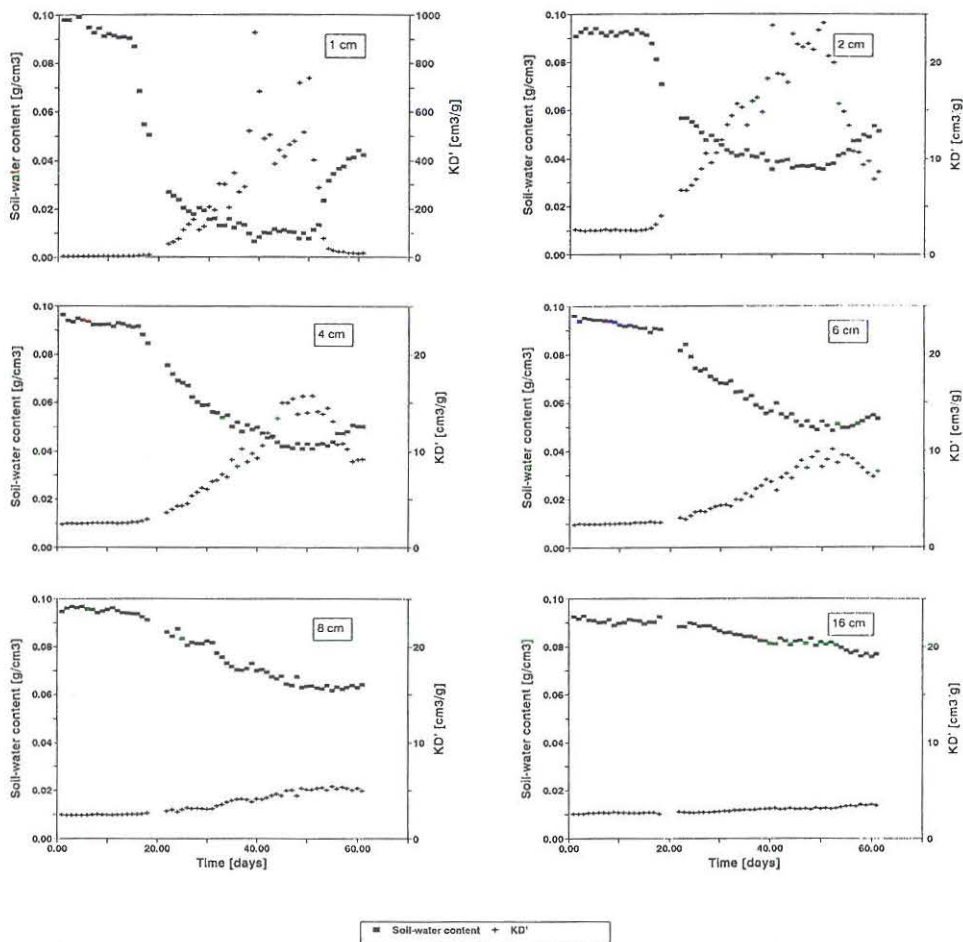 1 cm
Soil-water content [g/cm3]
0.10
0.08
0.06
0.04
0.02
0.00
1000
800
600
400
200
0
KD' [cm3/g]
2 cm
Soil-water content [g/cm3]
0.10
0.08
0.06
0.04
0.02
0.00
20
10
0
KD' [cm3/g]
4 cm
Soil-water content [g/cm3]
0.10
0.08
0.06
0.04
0.02
0.00
20
10
0
KD' [cm3/g]
6 cm
Soil-water content [g/cm3]
0.10
0.08
0.06
0.04
0.02
0.00
20
10
0
KD' [cm3/g]
8 cm
Soil-water content [g/cm3]
0.10
0.08
0.06
0.04
0.02
0.00
20
10
0
KD' [cm3/g]
0.00 20.00 40.00 60.00
Time [days]
16 cm
Soil-water content [g/cm3]
0.10
0.08
0.06
0.04
0.02
0.00
20
10
0
KD' [cm3/g]
0.00 20.00 40.00 60.00
Time [days]
Soil-water content + KD'